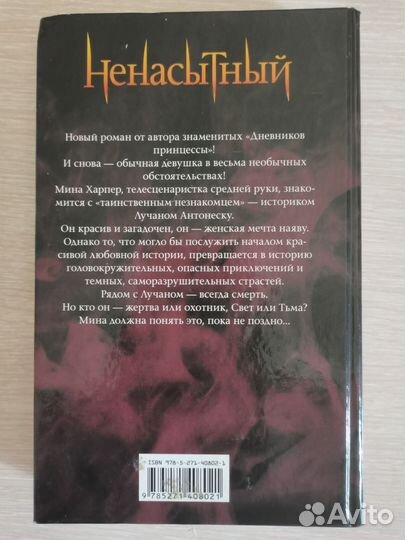 Ненасытный
Новый роман от автора знаменитых «Дневников
принцессы»!
И снова — обычная девушка в весьма необычных
обстоятельствах!
Мина Харпер, телесценаристка средней руки, знако-
мится с «таинственным незнакомцем» — историком
Лучаном Антонеску.
Он красив и загадочен, он — женская мечта наяву.
Однако то, что могло бы послужить началом кра-
сивой любовной истории, превращается в историю
головокружительных, опасных приключений и
темных, саморазрушительных страстей.
Рядом с Лучаном — всегда смерть.
Но кто он — жертва или охотник, Свет или Тьма?
Мина должна понять это, пока не поздно...
ISBN 978-5-271-40802-1
9 785271 408021
Avito